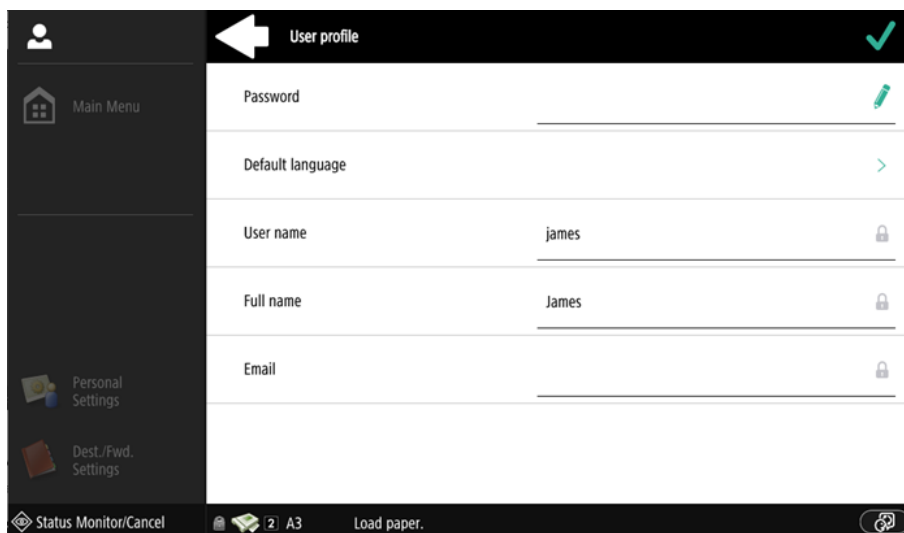 User profile
Main Menu
Password
Default language
User name james
Full name James
Email
Personal
Settings
Dest./Fwd.
Settings
Status Monitor/Cancel
2 A3 Load paper.